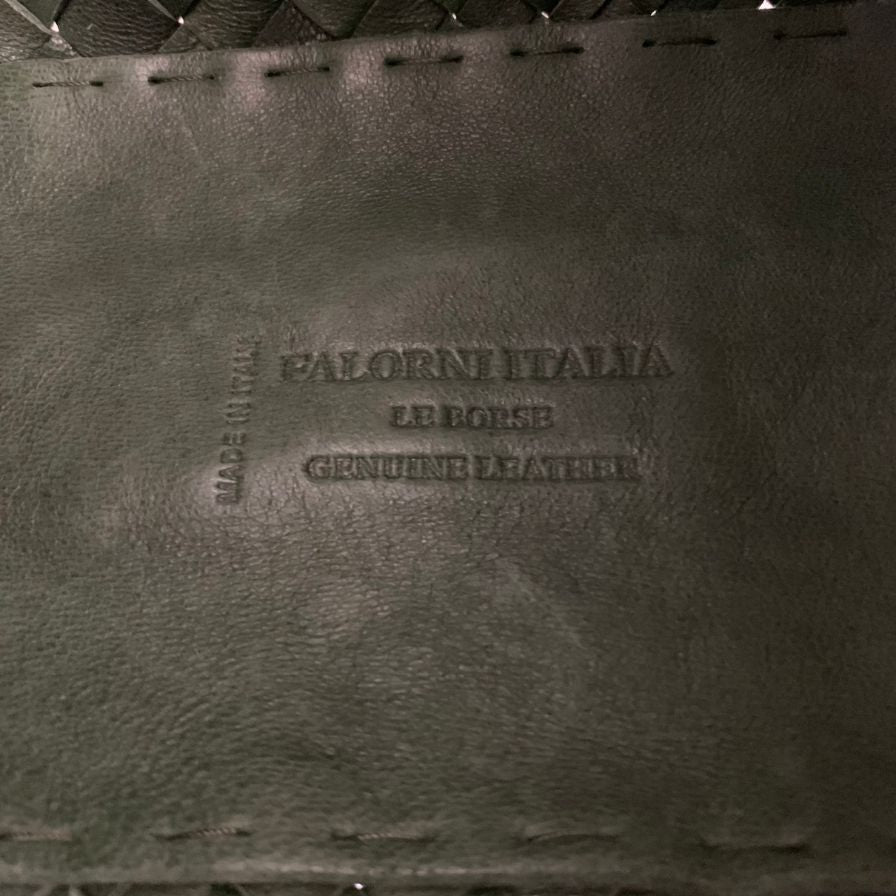 FALORNI ITALIA
LE BORSE
GENUINE LEATHER
MADE IN ITALY